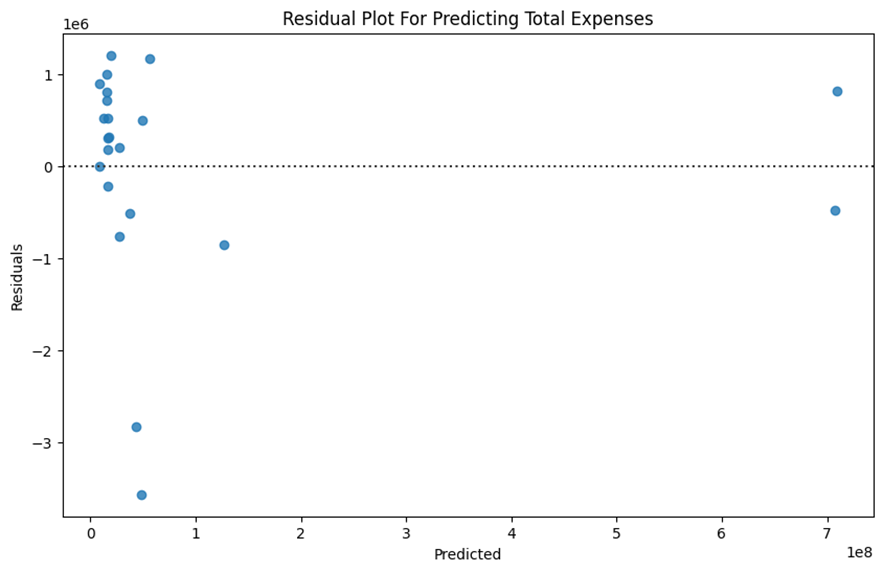 Residual Plot For Predicting Total Expenses
1e6
1
0
−1
−2
−3
Residuals
0 1 2 3 4 5 6 7
1e8
Predicted